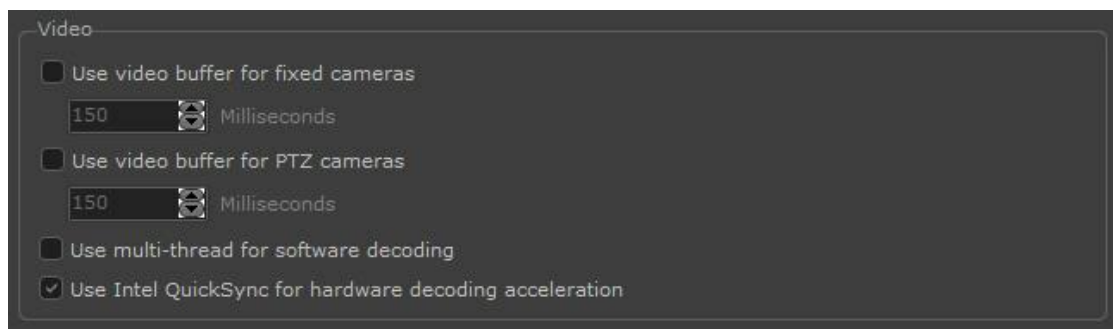 Video
Use video buffer for fixed cameras
150 Milliseconds
Use video buffer for PTZ cameras
150 Milliseconds
Use multi-thread for software decoding
Use Intel QuickSync for hardware decoding acceleration